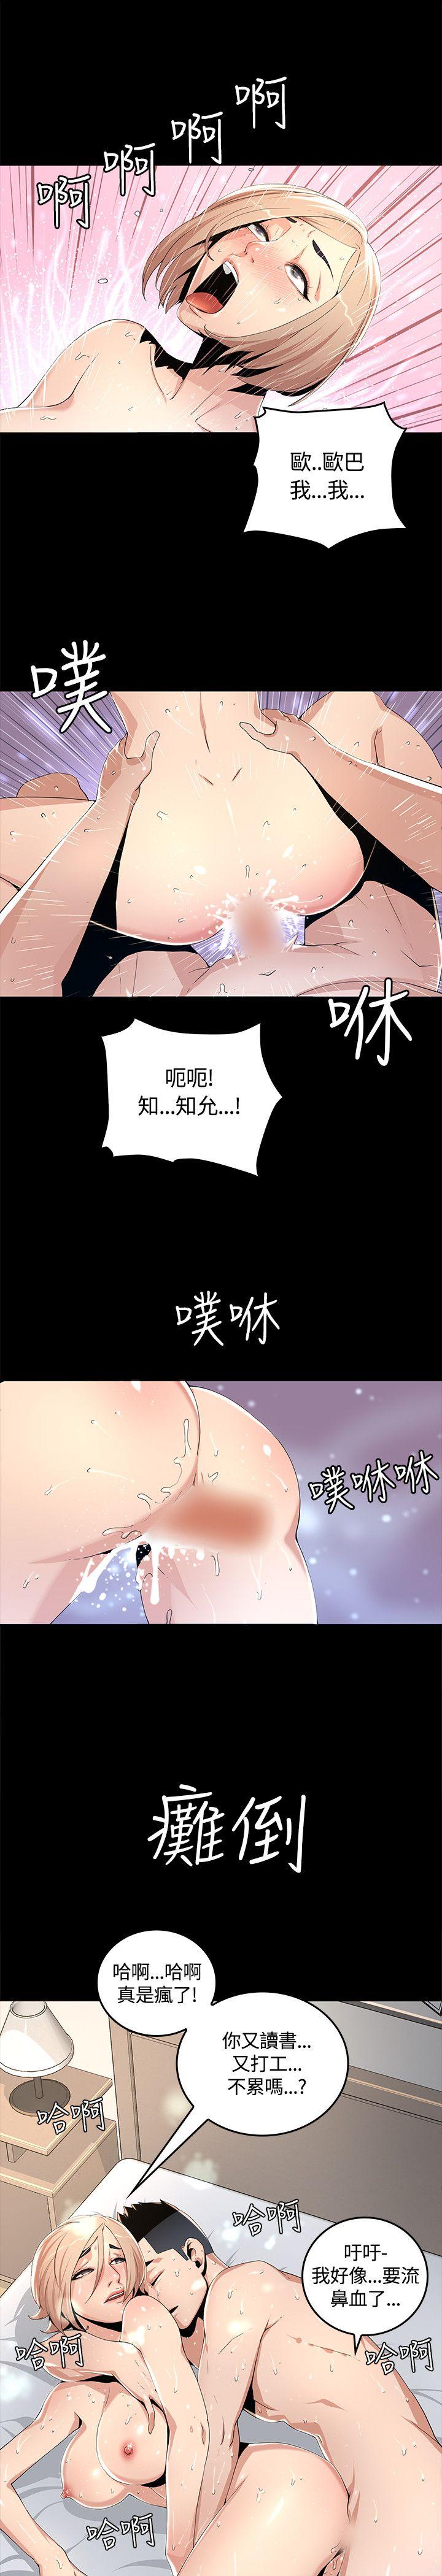 啊
啊
啊
啊
歐..歐巴
我...我...
噗
咻
呃呃!
知...知允...!
噗咻
噗咻咻
癱倒
哈啊...哈啊
真是瘋了!
你又讀書...
又打工...
不累嗎...?
哈啊
哈啊
吁吁-
我好像...要流
鼻血了...
哈啊
哈啊
哈啊